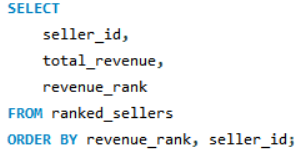 SELECT
    seller_id,
    total_revenue,
    revenue_rank
FROM ranked_sellers
ORDER BY revenue_rank, seller_id;